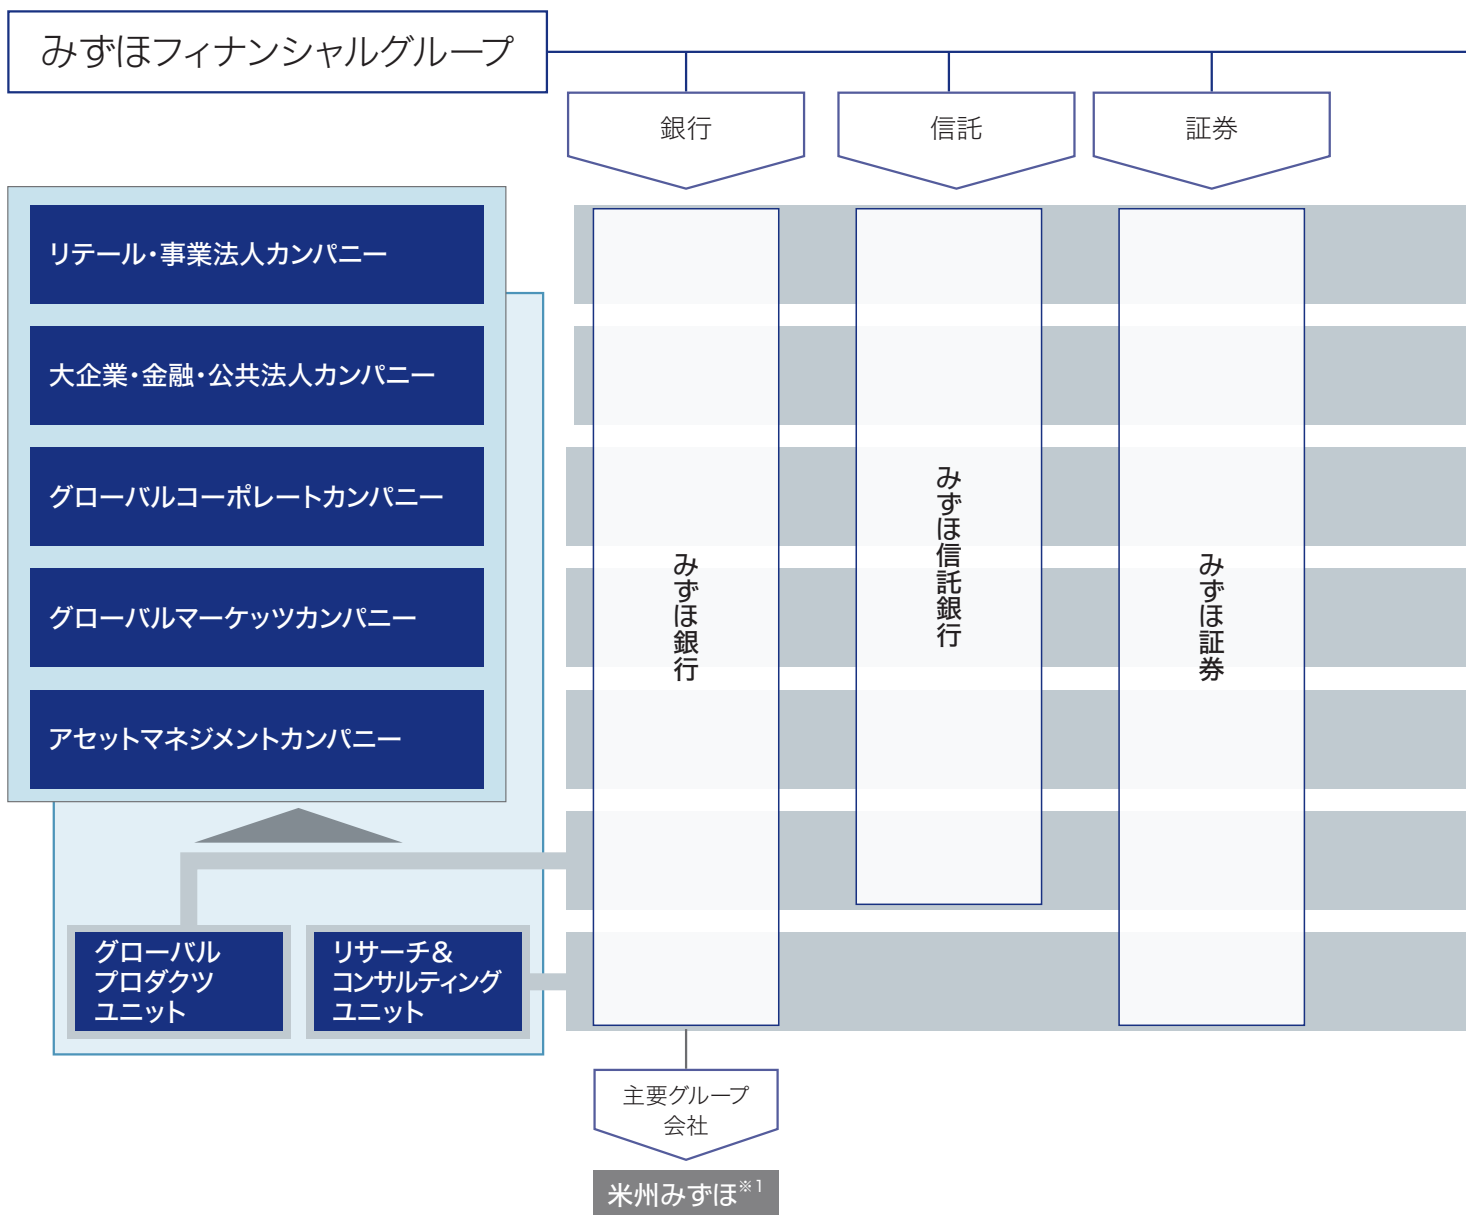 みずほフィナンシャルグループ
銀行
信託
証券
リテール・事業法人カンパニー
大企業・金融・公共法人カンパニー
グローバルコーポレートカンパニー
グローバルマーケッツカンパニー
アセットマネジメントカンパニー
グローバル
プロダクツ
ユニット
リサーチ&
コンサルティング
ユニット
みずほ銀行
みずほ信託銀行
みずほ証券
主要グループ
会社
米州みずほ※1